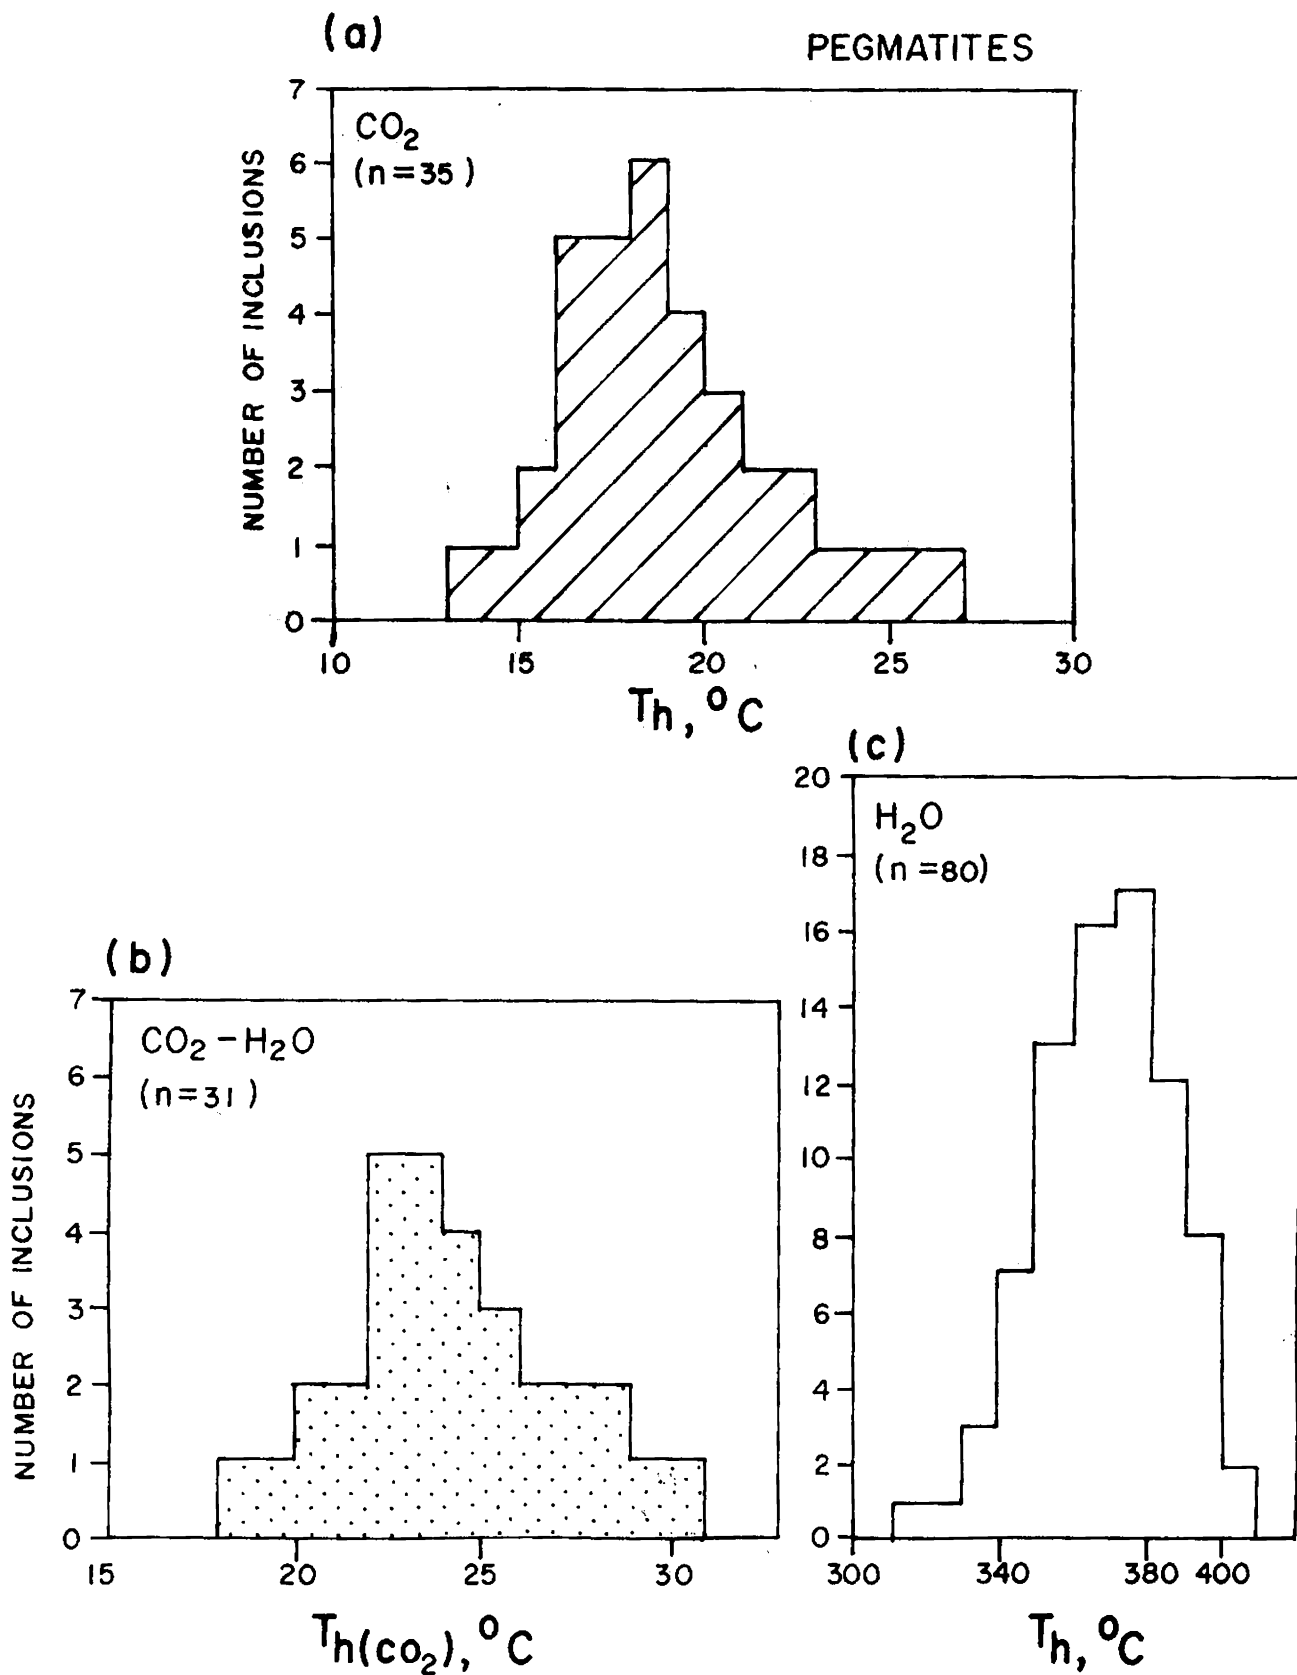 (a)
PEGMATITES
CO2
(n=35)
NUMBER OF INCLUSIONS
7
6
5
4
3
2
1
0
10 15 20 25 30
Th, °C
(b)
CO2-H2O
(n=31)
NUMBER OF INCLUSIONS
7
6
5
4
3
2
1
0
15 20 25 30
Th(CO2), °C
(c)
H2O
(n=80)
20
18
16
14
12
10
8
6
4
2
0
300 340 380 400
Th, °C